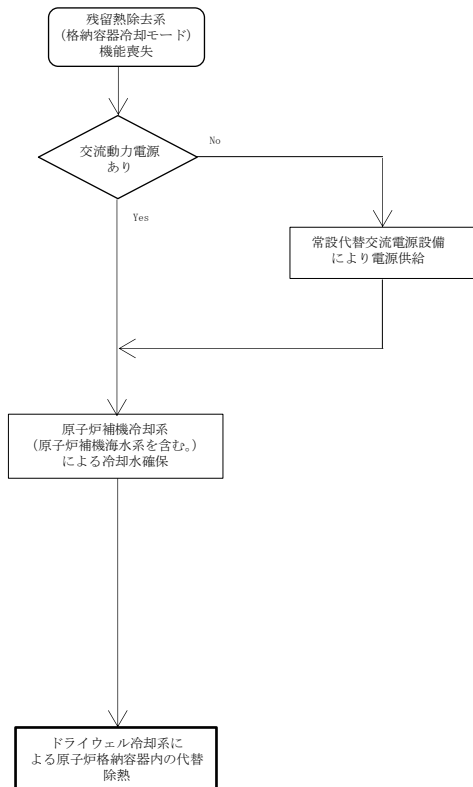 残留熱除去系
(格納容器冷却モード)
機能喪失
交流動力電源
あり
No
Yes
常設代替交流電源設備
により電源供給
原子炉補機冷却系
(原子炉補機海水系を含む。)
による冷却水確保
ドライウェル冷却系に
よる原子炉格納容器内の代替
除熱